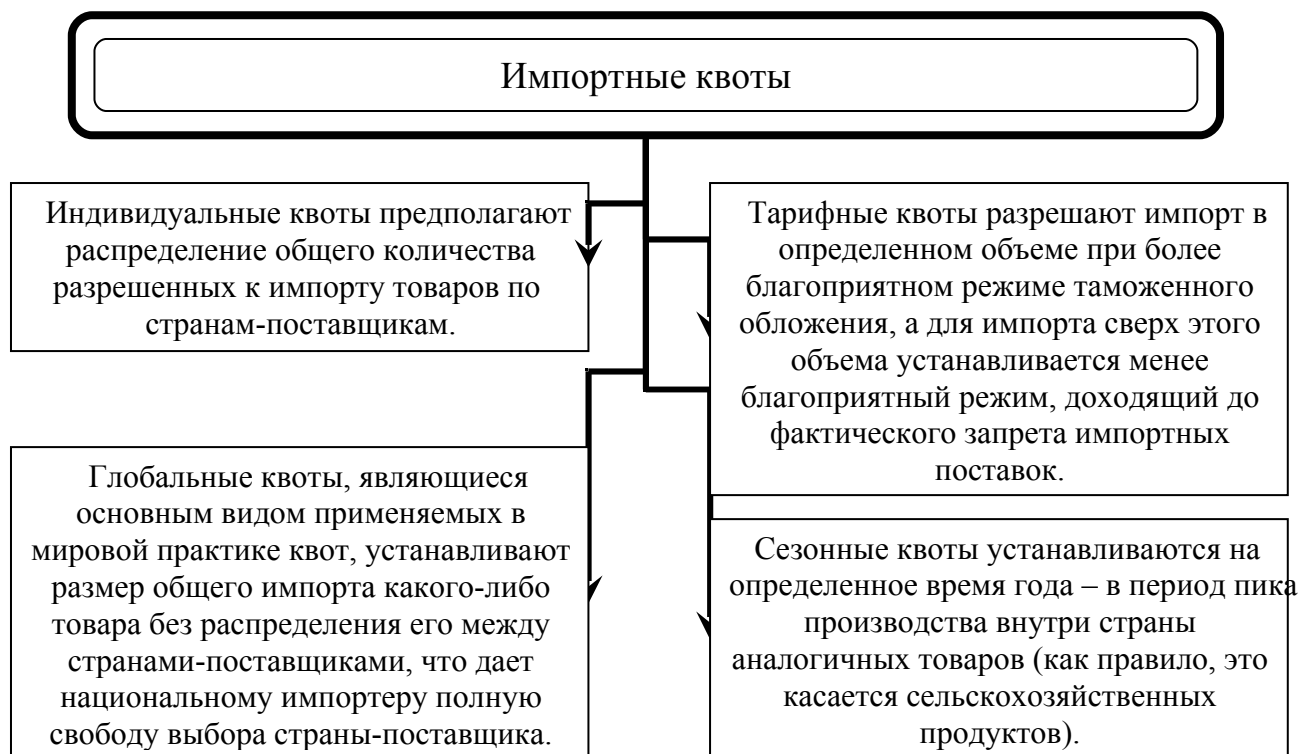 Импортные квоты
Индивидуальные квоты предполагают
распределение общего количества
разрешенных к импорту товаров по
странам-поставщикам.
Тарифные квоты разрешают импорт в
определенном объеме при более
благоприятном режиме таможенного
обложения, а для импорта сверх этого
объема устанавливается менее
благоприятный режим, доходящий до
фактического запрета импортных
поставок.
Глобальные квоты, являющиеся
основным видом применяемых в
мировой практике квот, устанавливают
размер общего импорта какого-либо
товара без распределения его между
странами-поставщиками, что дает
национальному импортеру полную
свободу выбора страны-поставщика.
Сезонные квоты устанавливаются на
определенное время года – в период пика
производства внутри страны
аналогичных товаров (как правило, это
касается сельскохозяйственных
продуктов).